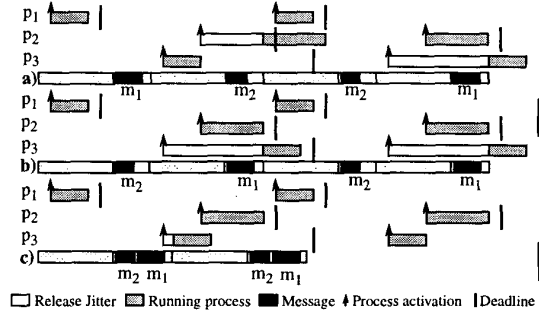 p1
p2
p3
a)
m1 m2 m2 m1
p1
p2
p3
b)
m2 m1 m2 m1
p1
p2
p3
c)
m2 m1 m2 m1
Release Jitter Running process Message Process activation Deadline